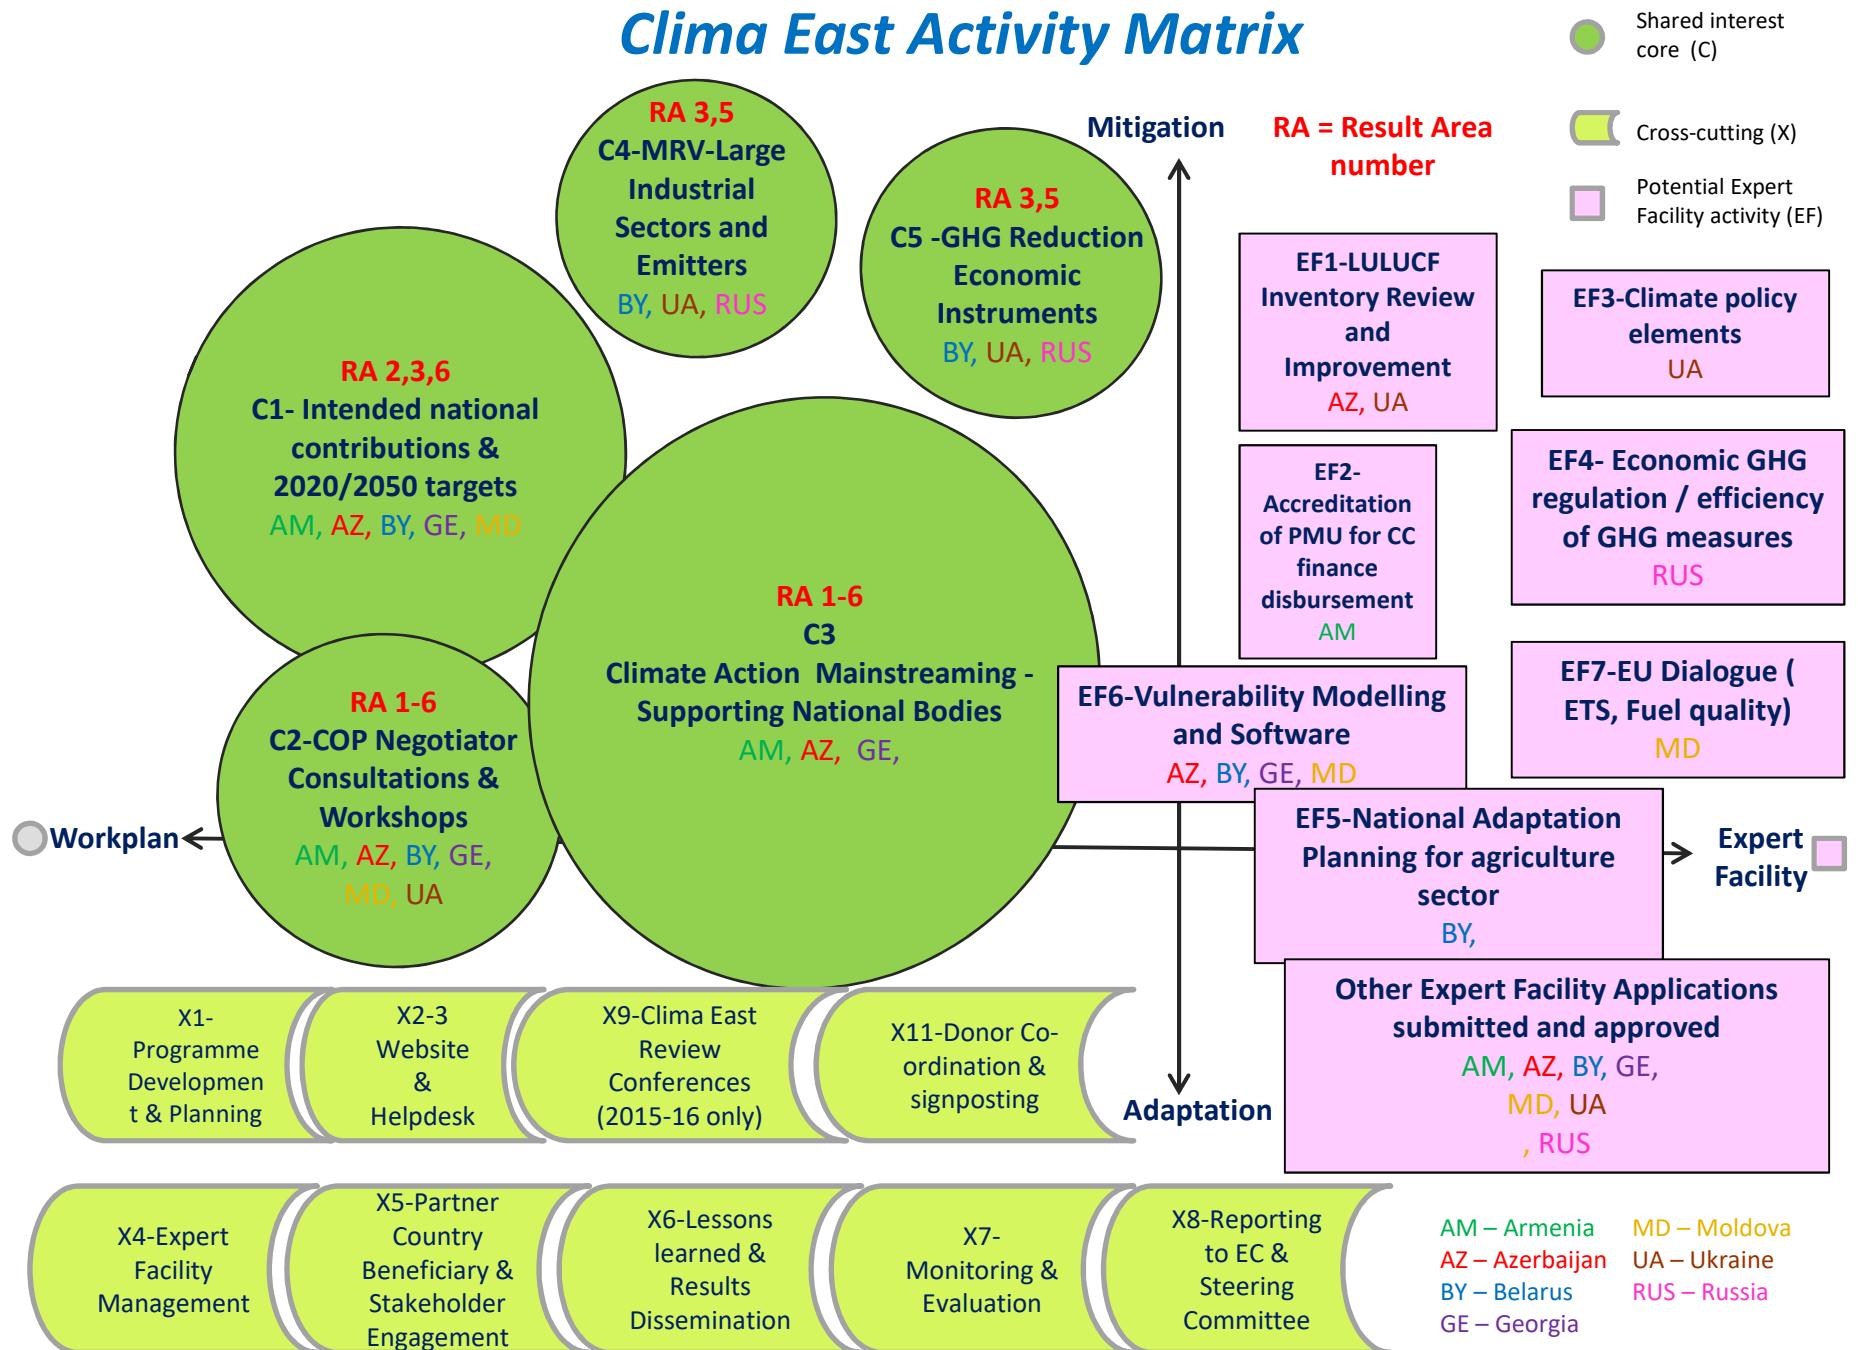 Clima East Activity Matrix
Shared interest
core  (C)
Cross-cutting (X)
Potential Expert
Facility activity (EF)
Mitigation
RA = Result Area
number
RA 3,5
C4-MRV-Large
Industrial
Sectors and
Emitters
BY, UA, RUS
RA 3,5
C5 -GHG Reduction
Economic
Instruments
BY, UA, RUS
RA 2,3,6
C1- Intended national
contributions &
2020/2050 targets
AM, AZ, BY, GE, MD
RA 1-6
C3
Climate Action  Mainstreaming -
Supporting National Bodies
AM, AZ,  GE,
RA 1-6
C2-COP Negotiator
Consultations &
Workshops
AM, AZ, BY, GE,
MD, UA
EF1-LULUCF
Inventory Review
and
Improvement
AZ, UA
EF3-Climate policy
elements
UA
EF2-
Accreditation
of PMU for CC
finance
disbursement
AM
EF4- Economic GHG
regulation / efficiency
of GHG measures
RUS
EF6-Vulnerability Modelling
and Software
AZ, BY, GE, MD
EF7-EU Dialogue (
ETS, Fuel quality)
MD
EF5-National Adaptation
Planning for agriculture
sector
BY,
Workplan
Expert
Facility
Other Expert Facility Applications
submitted and approved
AM, AZ, BY, GE,
MD, UA
, RUS
Adaptation
X1-
Programme
Developmen
t & Planning
X2-3
Website
&
Helpdesk
X9-Clima East
Review
Conferences
(2015-16 only)
X11-Donor Co-
ordination &
signposting
X4-Expert
Facility
Management
X5-Partner
Country
Beneficiary &
Stakeholder
Engagement
X6-Lessons
learned &
Results
Dissemination
X7-
Monitoring &
Evaluation
X8-Reporting
to EC &
Steering
Committee
AM – Armenia
AZ – Azerbaijan
BY – Belarus
GE – Georgia
MD – Moldova
UA – Ukraine
RUS – Russia